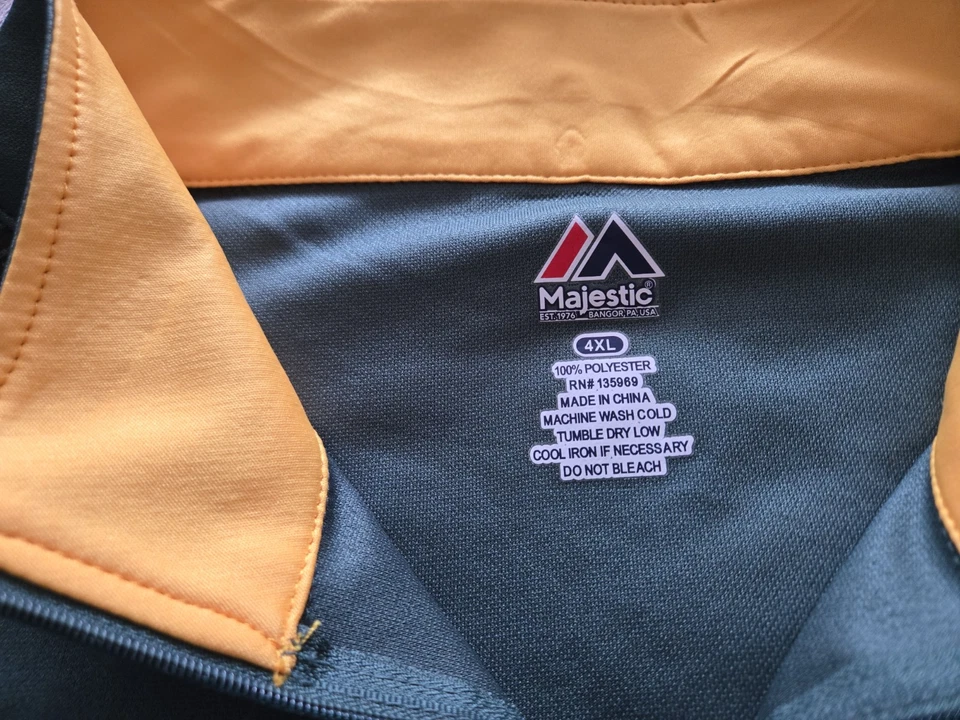 Majestic®
EST. 1976 BANGOR, PA, USA
4XL
100% POLYESTER
RN# 135969
MADE IN CHINA
MACHINE WASH COLD
TUMBLE DRY LOW
COOL IRON IF NECESSARY
DO NOT BLEACH